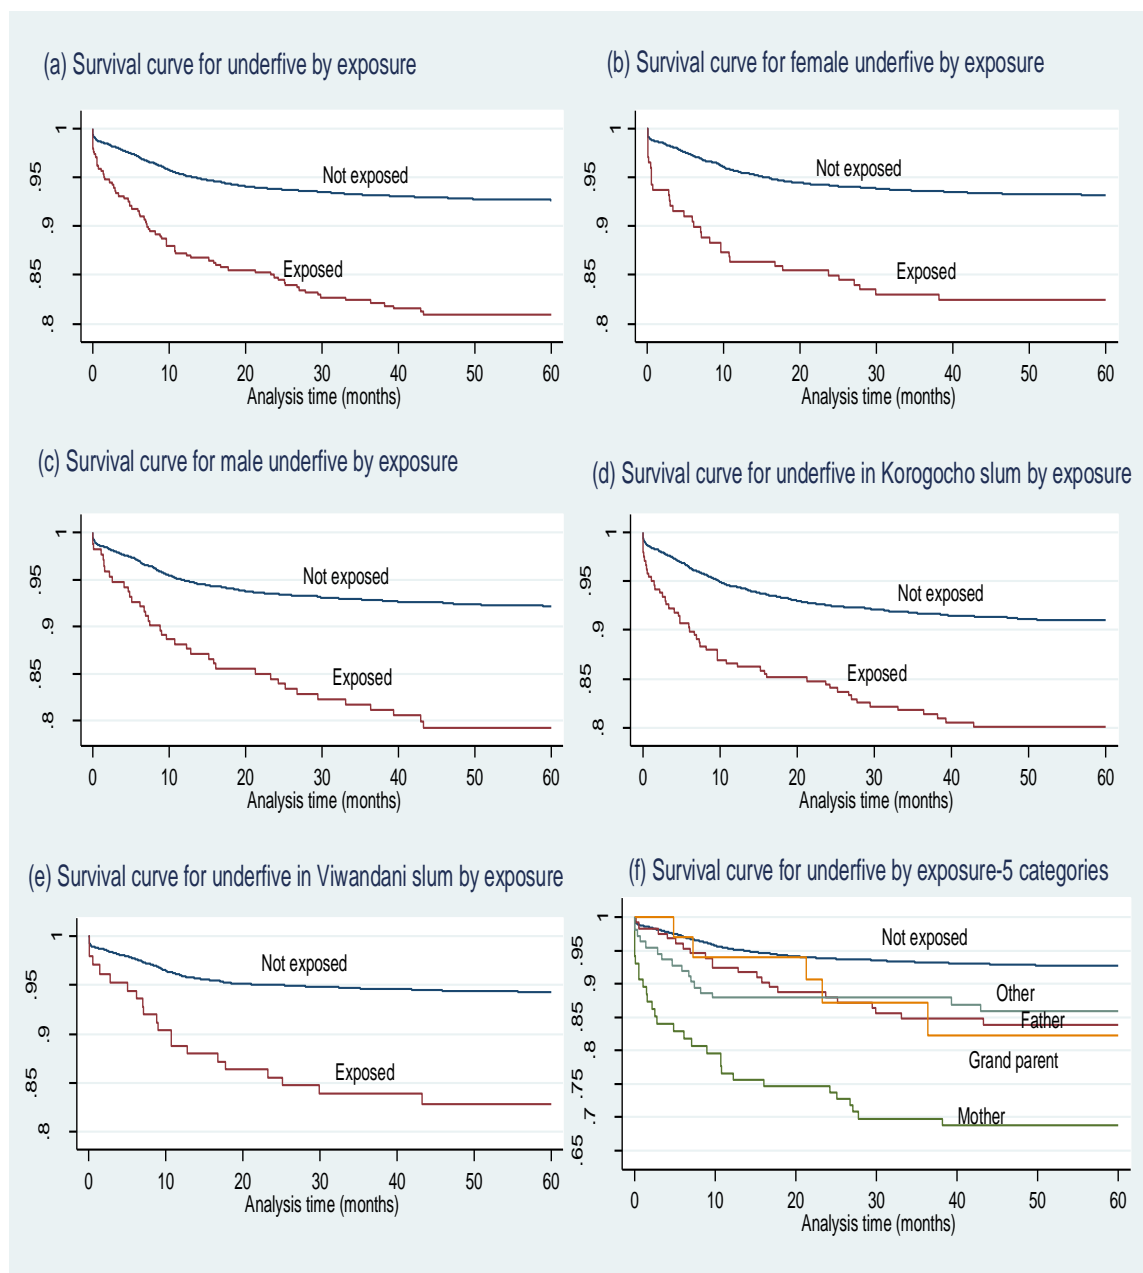 (a) Survival curve for underfive by exposure
1
.95
.9
.85
.8
Not exposed
Exposed
0 10 20 30 40 50 60
Analysis time (months)
(b) Survival curve for female underfive by exposure
1
.95
.9
.85
.8
Not exposed
Exposed
0 10 20 30 40 50 60
Analysis time (months)
(c) Survival curve for male underfive by exposure
1
.95
.9
.85
.8
Not exposed
Exposed
0 10 20 30 40 50 60
Analysis time (months)
(d) Survival curve for underfive in Korogocho slum by exposure
1
.95
.9
.85
.8
Not exposed
Exposed
0 10 20 30 40 50 60
Analysis time (months)
(e) Survival curve for underfive in Viwandani slum by exposure
1
.95
.9
.85
.8
Not exposed
Exposed
0 10 20 30 40 50 60
Analysis time (months)
(f) Survival curve for underfive by exposure-5 categories
1
.95
.9
.85
.8
.75
.7
.65
Not exposed
Other
Father
Grand parent
Mother
0 10 20 30 40 50 60
Analysis time (months)